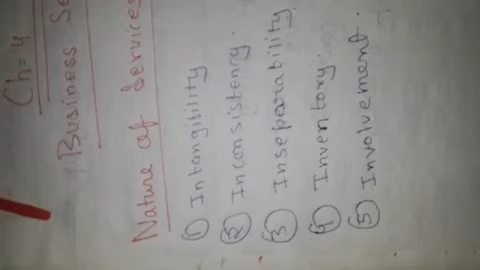 Ch = 4
Business Se
Nature of Services
① Intangibility
② Inconsistency.
③ Inseparability
④ Inventory.
⑤ Involvement.